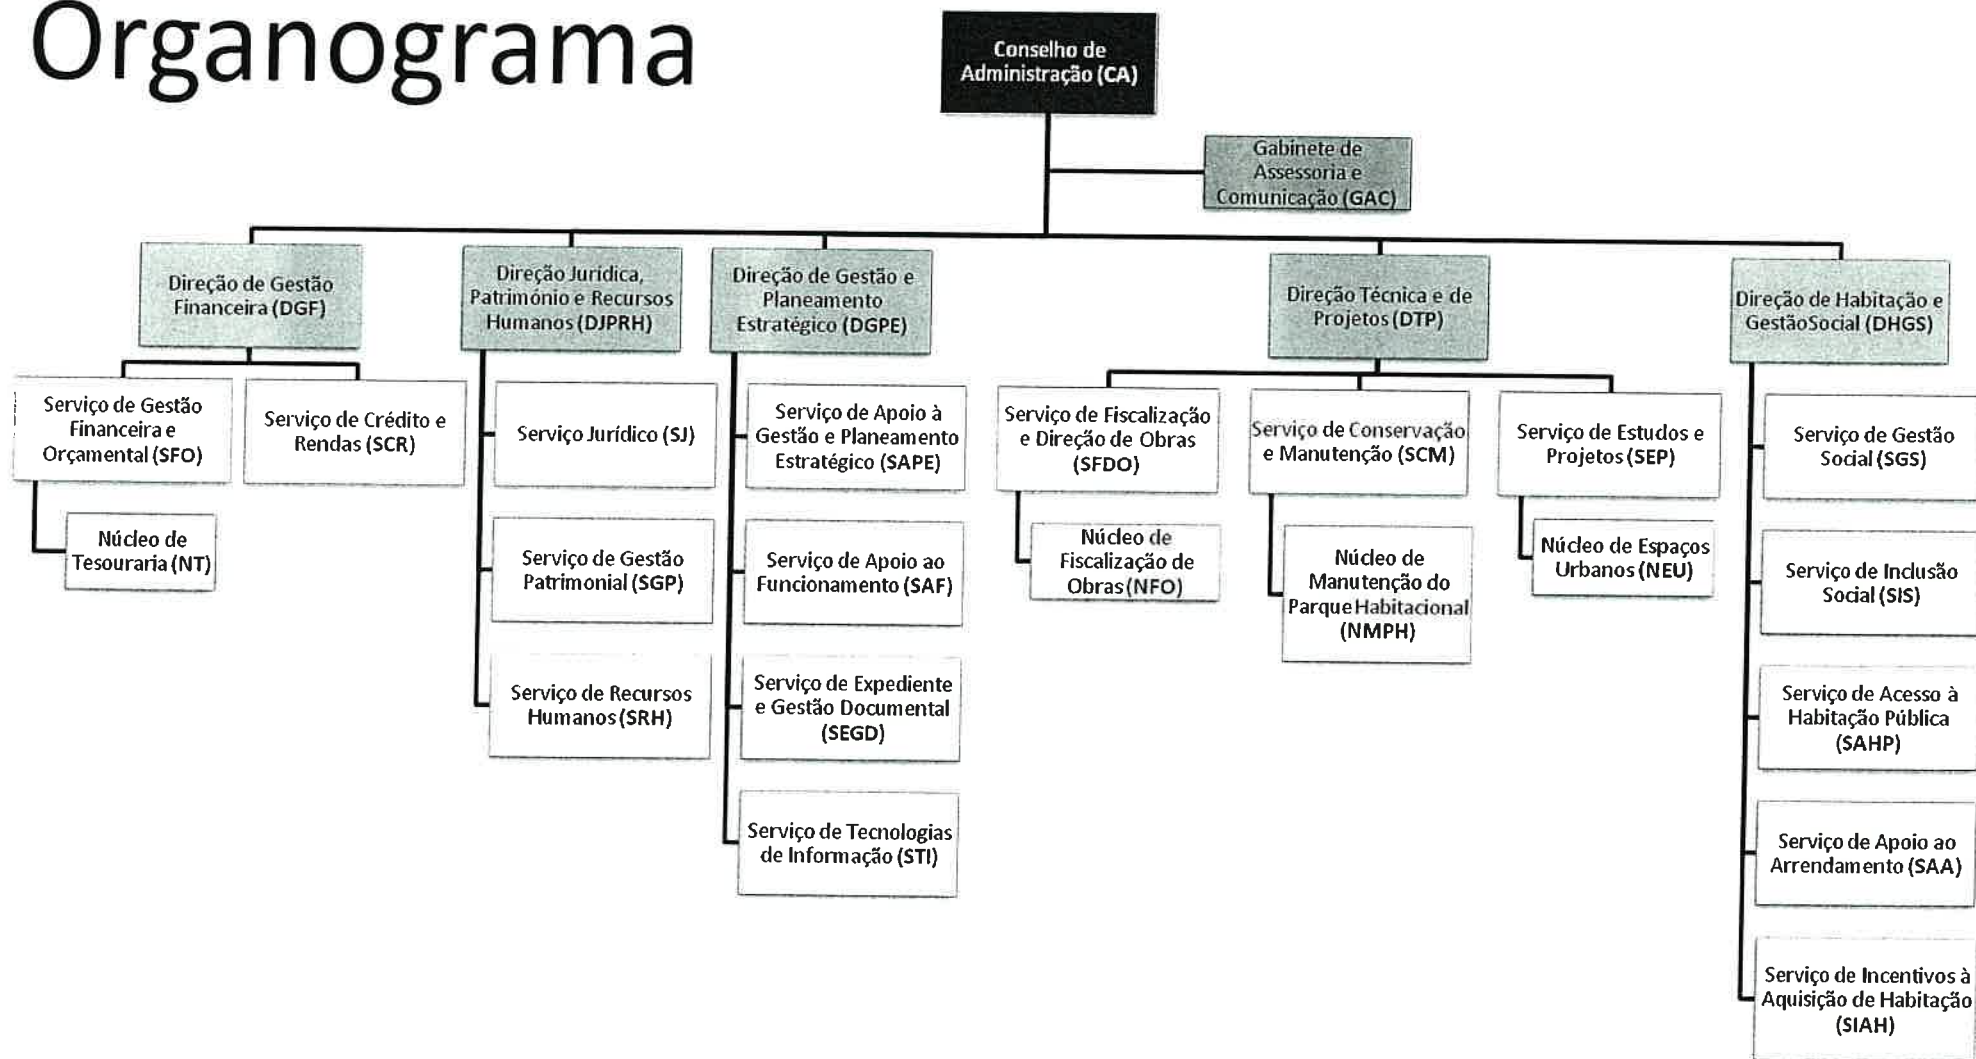 Organograma
Conselho de
Administração (CA)
Gabinete de
Assessoria e
Comunicação (GAC)
Direção de Gestão
Financeira (DGF)
Direção Jurídica,
Património e Recursos
Humanos (DJPRH)
Direção de Gestão e
Planeamento
Estratégico (DGPE)
Direção Técnica e de
Projetos (DTP)
Direção de Habitação e
GestãoSocial (DHGS)
Serviço de Gestão
Financeira e
Orçamental (SFO)
Serviço de Crédito e
Rendas (SCR)
Núcleo de
Tesouraria (NT)
Serviço Jurídico (SJ)
Serviço de Gestão
Patrimonial (SGP)
Serviço de Recursos
Humanos (SRH)
Serviço de Apoio à
Gestão e Planeamento
Estratégico (SAPE)
Serviço de Apoio ao
Funcionamento (SAF)
Serviço de Expediente
e Gestão Documental
(SEGD)
Serviço de Tecnologias
de Informação (STI)
Serviço de Fiscalização
e Direção de Obras
(SFDO)
Núcleo de
Fiscalização de
Obras (NFO)
Serviço de Conservação
e Manutenção (SCM)
Núcleo de
Manutenção do
Parque Habitacional
(NMPH)
Serviço de Estudos e
Projetos (SEP)
Núcleo de Espaços
Urbanos (NEU)
Serviço de Gestão
Social (SGS)
Serviço de Inclusão
Social (SIS)
Serviço de Acesso à
Habitação Pública
(SAHP)
Serviço de Apoio ao
Arrendamento (SAA)
Serviço de Incentivos à
Aquisição de Habitação
(SIAH)